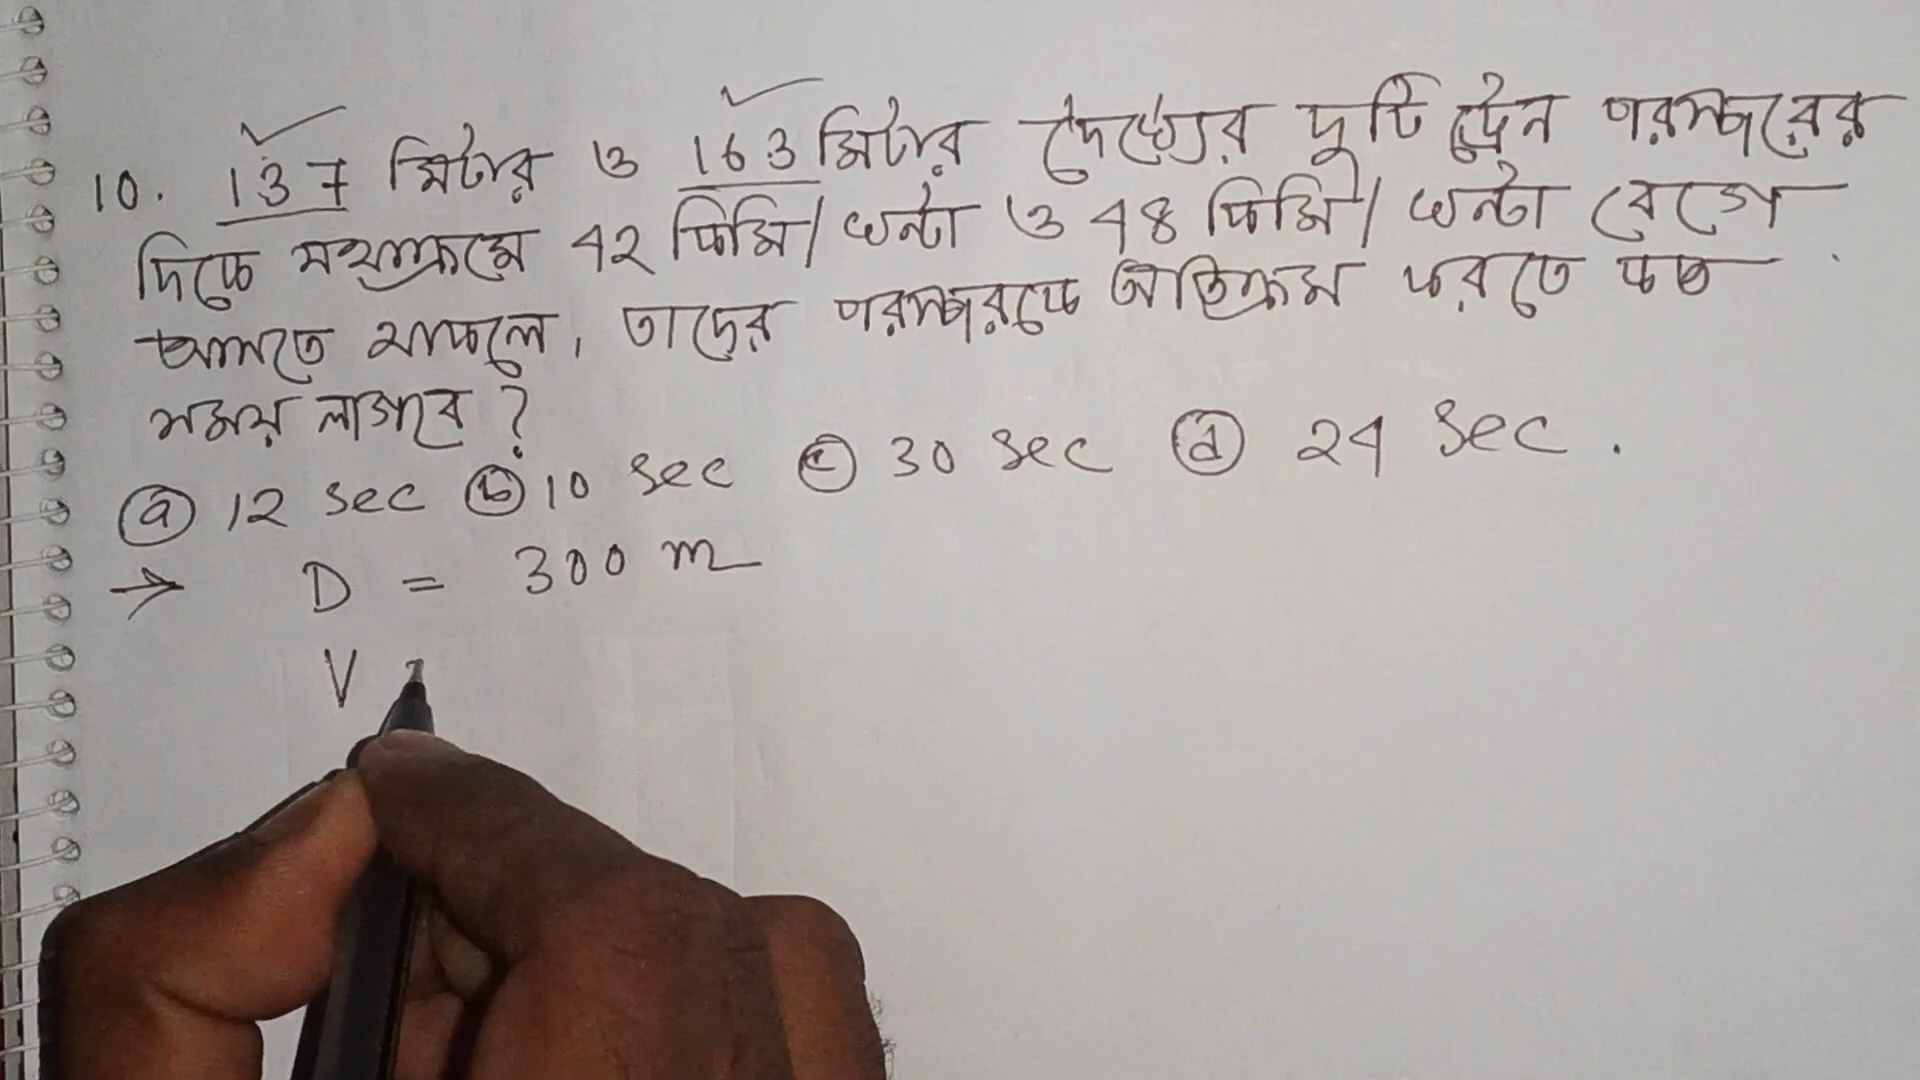 10. 137 মিটার ও 163 মিটার দৈর্ঘ্যের দুটি ট্রেন পরস্পরের
দিকে যথাক্রমে 42 কিমি/ ঘন্টা ও 48 কিমি/ ঘন্টা বেগে
আসতে থাকলে, তাদের পরস্পরকে অতিক্রম করতে কত
সময় লাগবে ?
ⓐ 12 sec ⓑ 10 sec ⓒ 30 sec ⓓ 24 sec .
→ D = 300 m
V